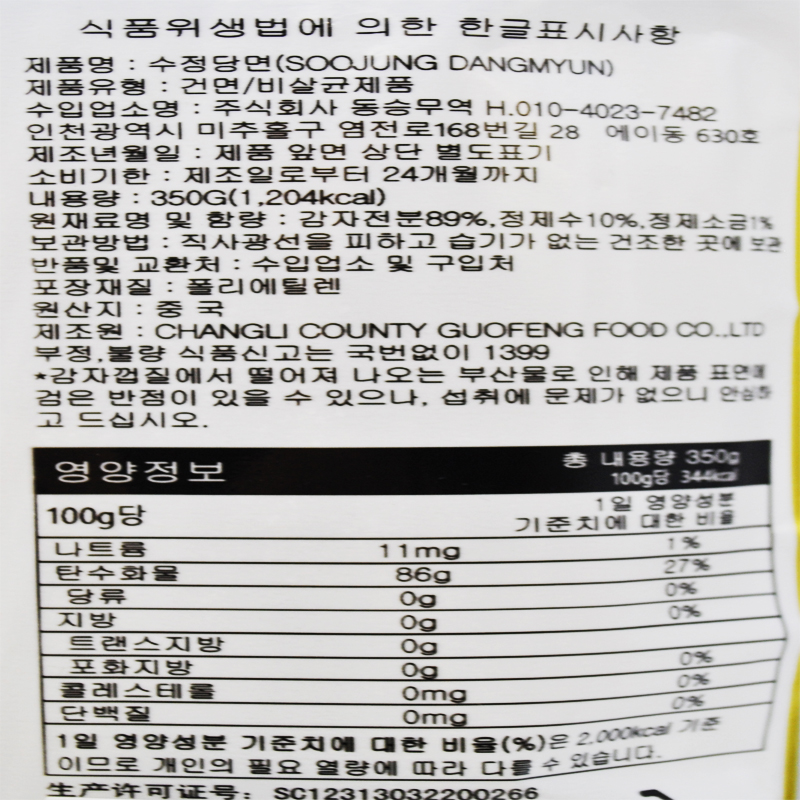 식품위생법에 의한 한글표시사항
제품명 : 수정당면(SOOJUNG DANGMYUN)
제품유형 : 건면/비살균제품
수입업소명 : 주식회사 동승무역 H.010-4023-7482
인천광역시 미추홀구 염전로168번길 28 에이동 630호
제조년월일 : 제품 앞면 상단 별도표기
소비기한 : 제조일로부터 24개월까지
내용량 : 350G(1,204kcal)
원재료명 및 함량 : 감자전분89%,정제수10%,정제소금1%
보관방법 : 직사광선을 피하고 습기가 없는 건조한 곳에 보관
반품및 교환처 : 수입업소 및 구입처
포장재질 : 폴리에틸렌
원산지 : 중국
제조원 : CHANGLI COUNTY GUOFENG FOOD CO.,LTD
부정,불량 식품신고는 국번없이 1399
*감자껍질에서 떨어져 나오는 부산물로 인해 제품 표면에
검은 반점이 있을 수 있으나, 섭취에 문제가 없으니 안심하
고 드십시오.
영양정보
총 내용량 350g
100g당 344kcal
100g당
1일 영양성분
기준치에 대한 비율
나트륨 11mg 1%
탄수화물 86g 27%
당류 0g 0%
지방 0g 0%
트랜스지방 0g
포화지방 0g 0%
콜레스테롤 0mg 0%
단백질 0mg 0%
1일 영양성분 기준치에 대한 비율(%)은 2,000kcal 기준
이므로 개인의 필요 열량에 따라 다를 수 있습니다.
生产许可证号: SC12313032200266